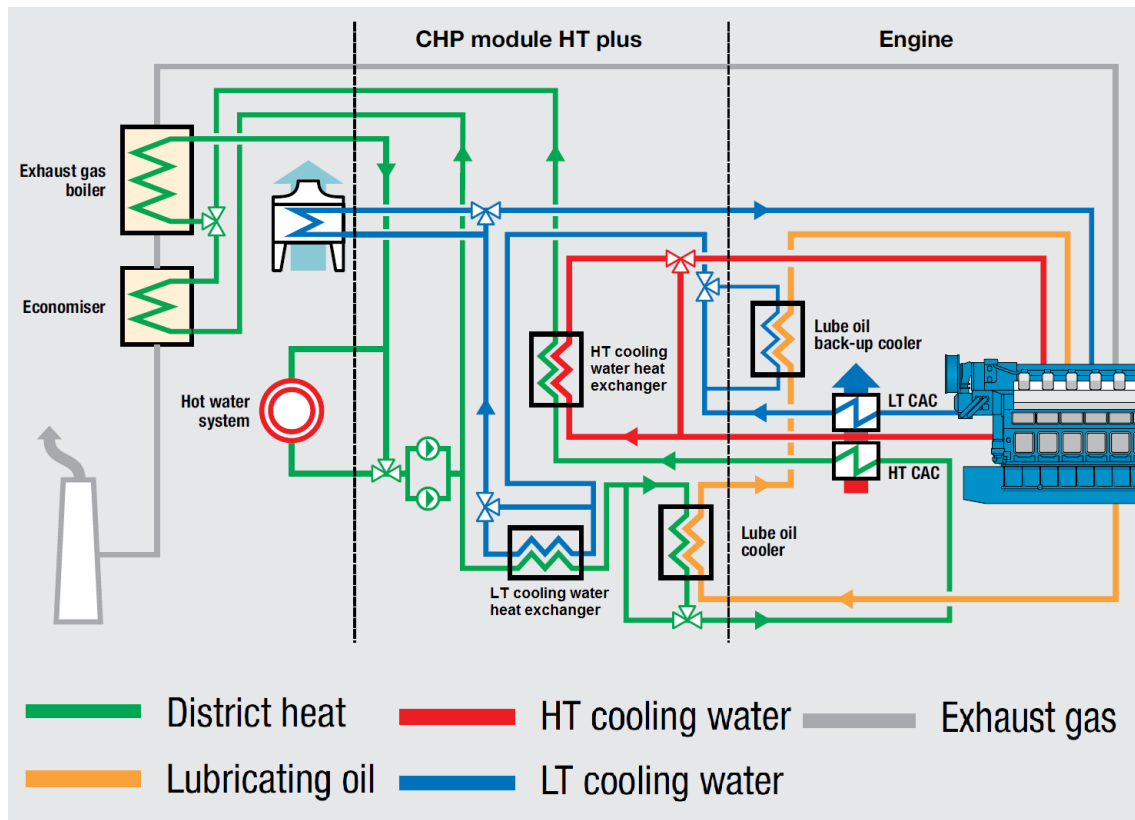 CHP module HT plus
Engine
Exhaust gas
boiler
Economiser
Hot water
system
HT cooling
water heat
exchanger
Lube oil
back-up cooler
LT CAC
HT CAC
Lube oil
cooler
LT cooling water
heat exchanger
District heat
HT cooling water
Exhaust gas
Lubricating oil
LT cooling water